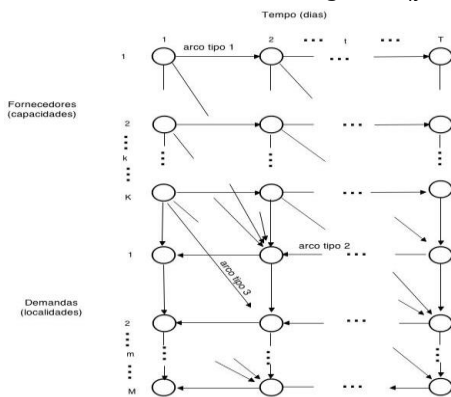 Tempo (dias)
1 2 1 T
arco tipo 1
1
Fornecedores
(capacidades)
2
k
K
arco tipo 2
1
arco tipo 3
Demandas
(localidades)
2
m
M